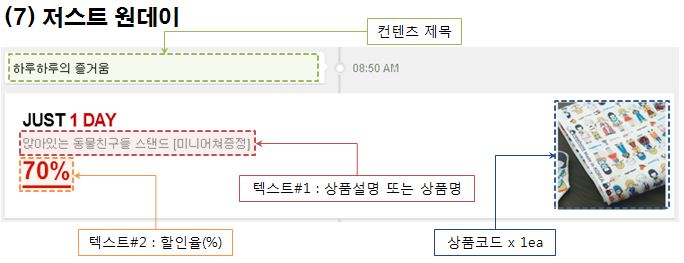 (7) 저스트 원데이
컨텐츠 제목
하루하루의 즐거움
08:50 AM
JUST 1 DAY
앉아있는 동물친구들 스탠드 [미니어쳐증정]
70%
텍스트#1 : 상품설명 또는 상품명
텍스트#2 : 할인율(%)
상품코드 x 1ea